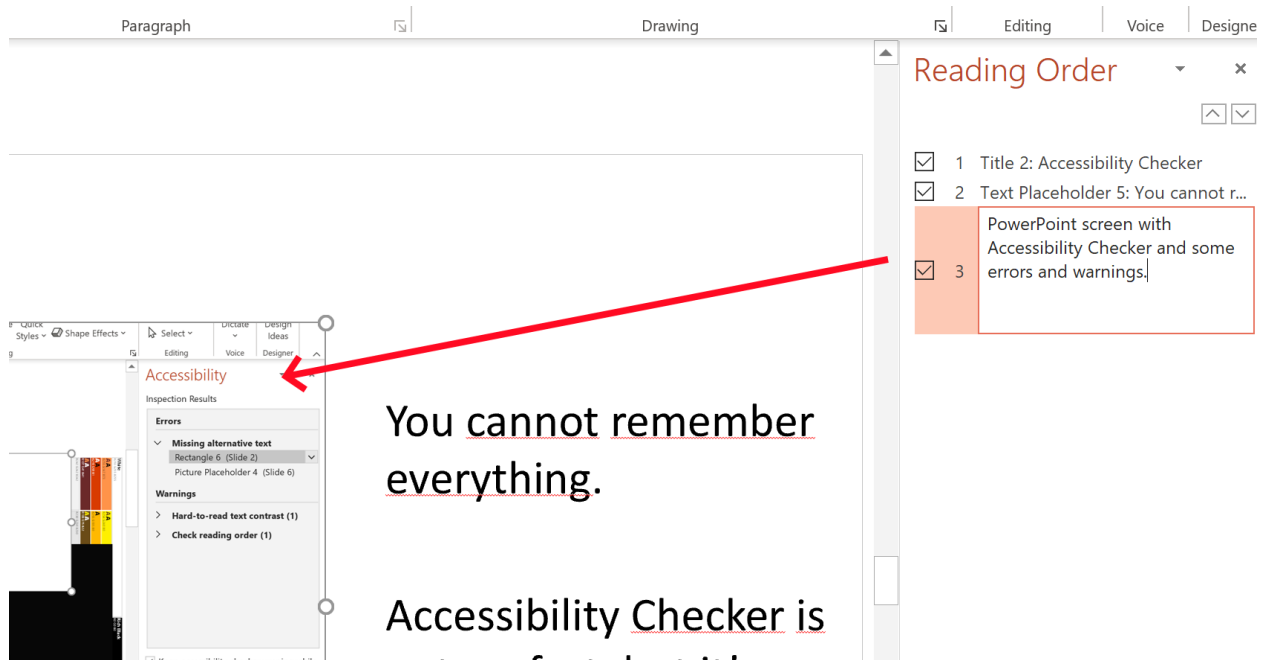 Paragraph
Drawing
Editing
Voice
Designe
Reading Order
1 Title 2: Accessibility Checker
2 Text Placeholder 5: You cannot r...
3
PowerPoint screen with
Accessibility Checker and some
errors and warnings.
Quick
Styles
Shape Effects
Select
Dictate
Design
Ideas
Editing
Voice
Designer
Accessibility
Inspection Results
Errors
Missing alternative text
Rectangle 6 (Slide 2)
Picture Placeholder 4 (Slide 6)
Warnings
Hard-to-read text contrast (1)
Check reading order (1)
You cannot remember
everything.
Accessibility Checker is